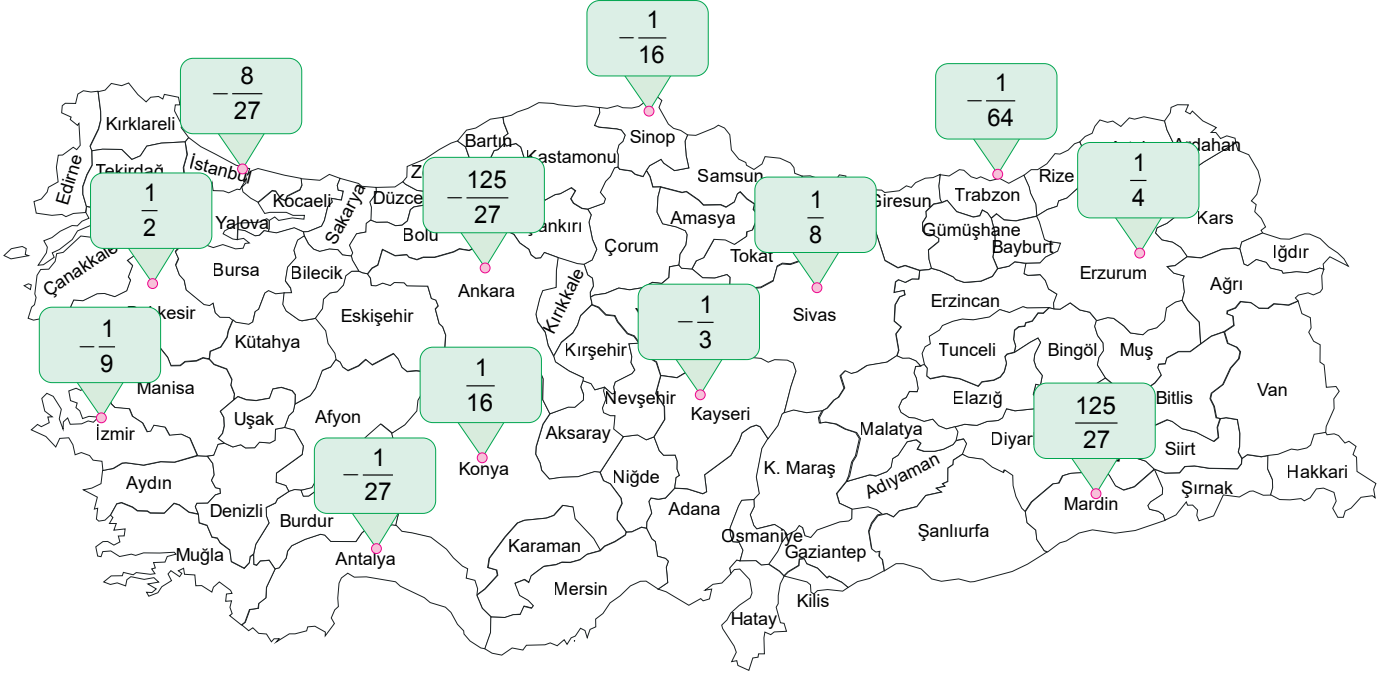 −1/16
−8/27
−1/64
Kırklareli
Sinop
Bartın
Kastamonu
Edirne
Tekirdağ
İstanbul
−125/27
1/4
Samsun
Rize
Trabzon
Kocaeli
Sakarya
Düzce
1/2
1/8
Giresun
Amasya
Kars
Yalova
Bolu
Gümüşhane
Bayburt
Çorum
Tokat
Iğdır
Çanakkale
Bursa
Bilecik
Erzurum
Ağrı
Ankara
Kırıkkale
Erzincan
Sivas
Eskişehir
−1/3
−1/9
Kütahya
Kırşehir
Tunceli
Bingöl
Muş
Manisa
1/16
Nevşehir
Kayseri
Elazığ
Bitlis
Van
125/27
Uşak
Afyon
İzmir
Aksaray
Malatya
Diyar
Siirt
−1/27
Konya
K. Maraş
Niğde
Adıyaman
Hakkari
Aydın
Şırnak
Mardin
Denizli
Burdur
Adana
Şanlıurfa
Osmaniye
Gaziantep
Karaman
Muğla
Antalya
Mersin
Kilis
Hatay